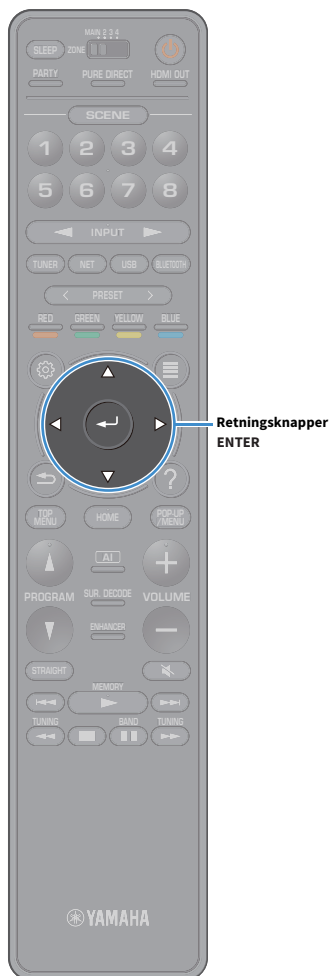 MAIN 2 3 4
SLEEP ZONE
PARTY PURE DIRECT HDMI OUT
SCENE
1 2 3 4
5 6 7 8
INPUT
TUNER NET USB BLUETOOTH
PRESET
RED GREEN YELLOW BLUE
Retningsknapper
ENTER
?
TOP MENU HOME POP-UP /MENU
AI
PROGRAM SUR. DECODE VOLUME
ENHANCER
STRAIGHT
MEMORY
TUNING BAND TUNING
YAMAHA